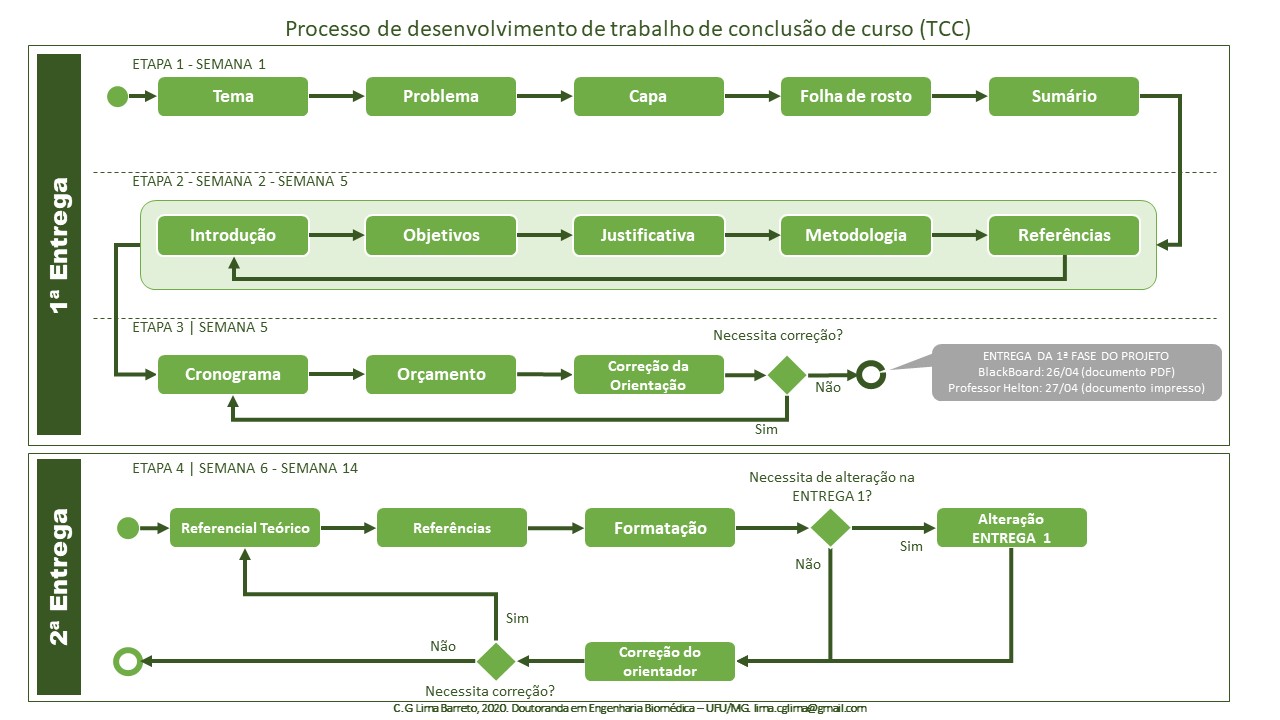 Processo de desenvolvimento de trabalho de conclusão de curso (TCC)
1ª Entrega
ETAPA 1 - SEMANA 1
Tema
Problema
Capa
Folha de rosto
Sumário
ETAPA 2 - SEMANA 2 - SEMANA 5
Introdução
Objetivos
Justificativa
Metodologia
Referências
ETAPA 3 | SEMANA 5
Necessita correção?
Cronograma
Orçamento
Correção da
Orientação
Não
Sim
ENTREGA DA 1ª FASE DO PROJETO
BlackBoard: 26/04 (documento PDF)
Professor Helton: 27/04 (documento impresso)
2ª Entrega
ETAPA 4 | SEMANA 6 - SEMANA 14
Necessita de alteração na
ENTREGA 1?
Referencial Teórico
Referências
Formatação
Sim
Alteração
ENTREGA 1
Não
Sim
Não
Correção do
orientador
Necessita correção?
C. G Lima Barreto, 2020. Doutoranda em Engenharia Biomédica – UFU/MG. lima.cglima@gmail.com